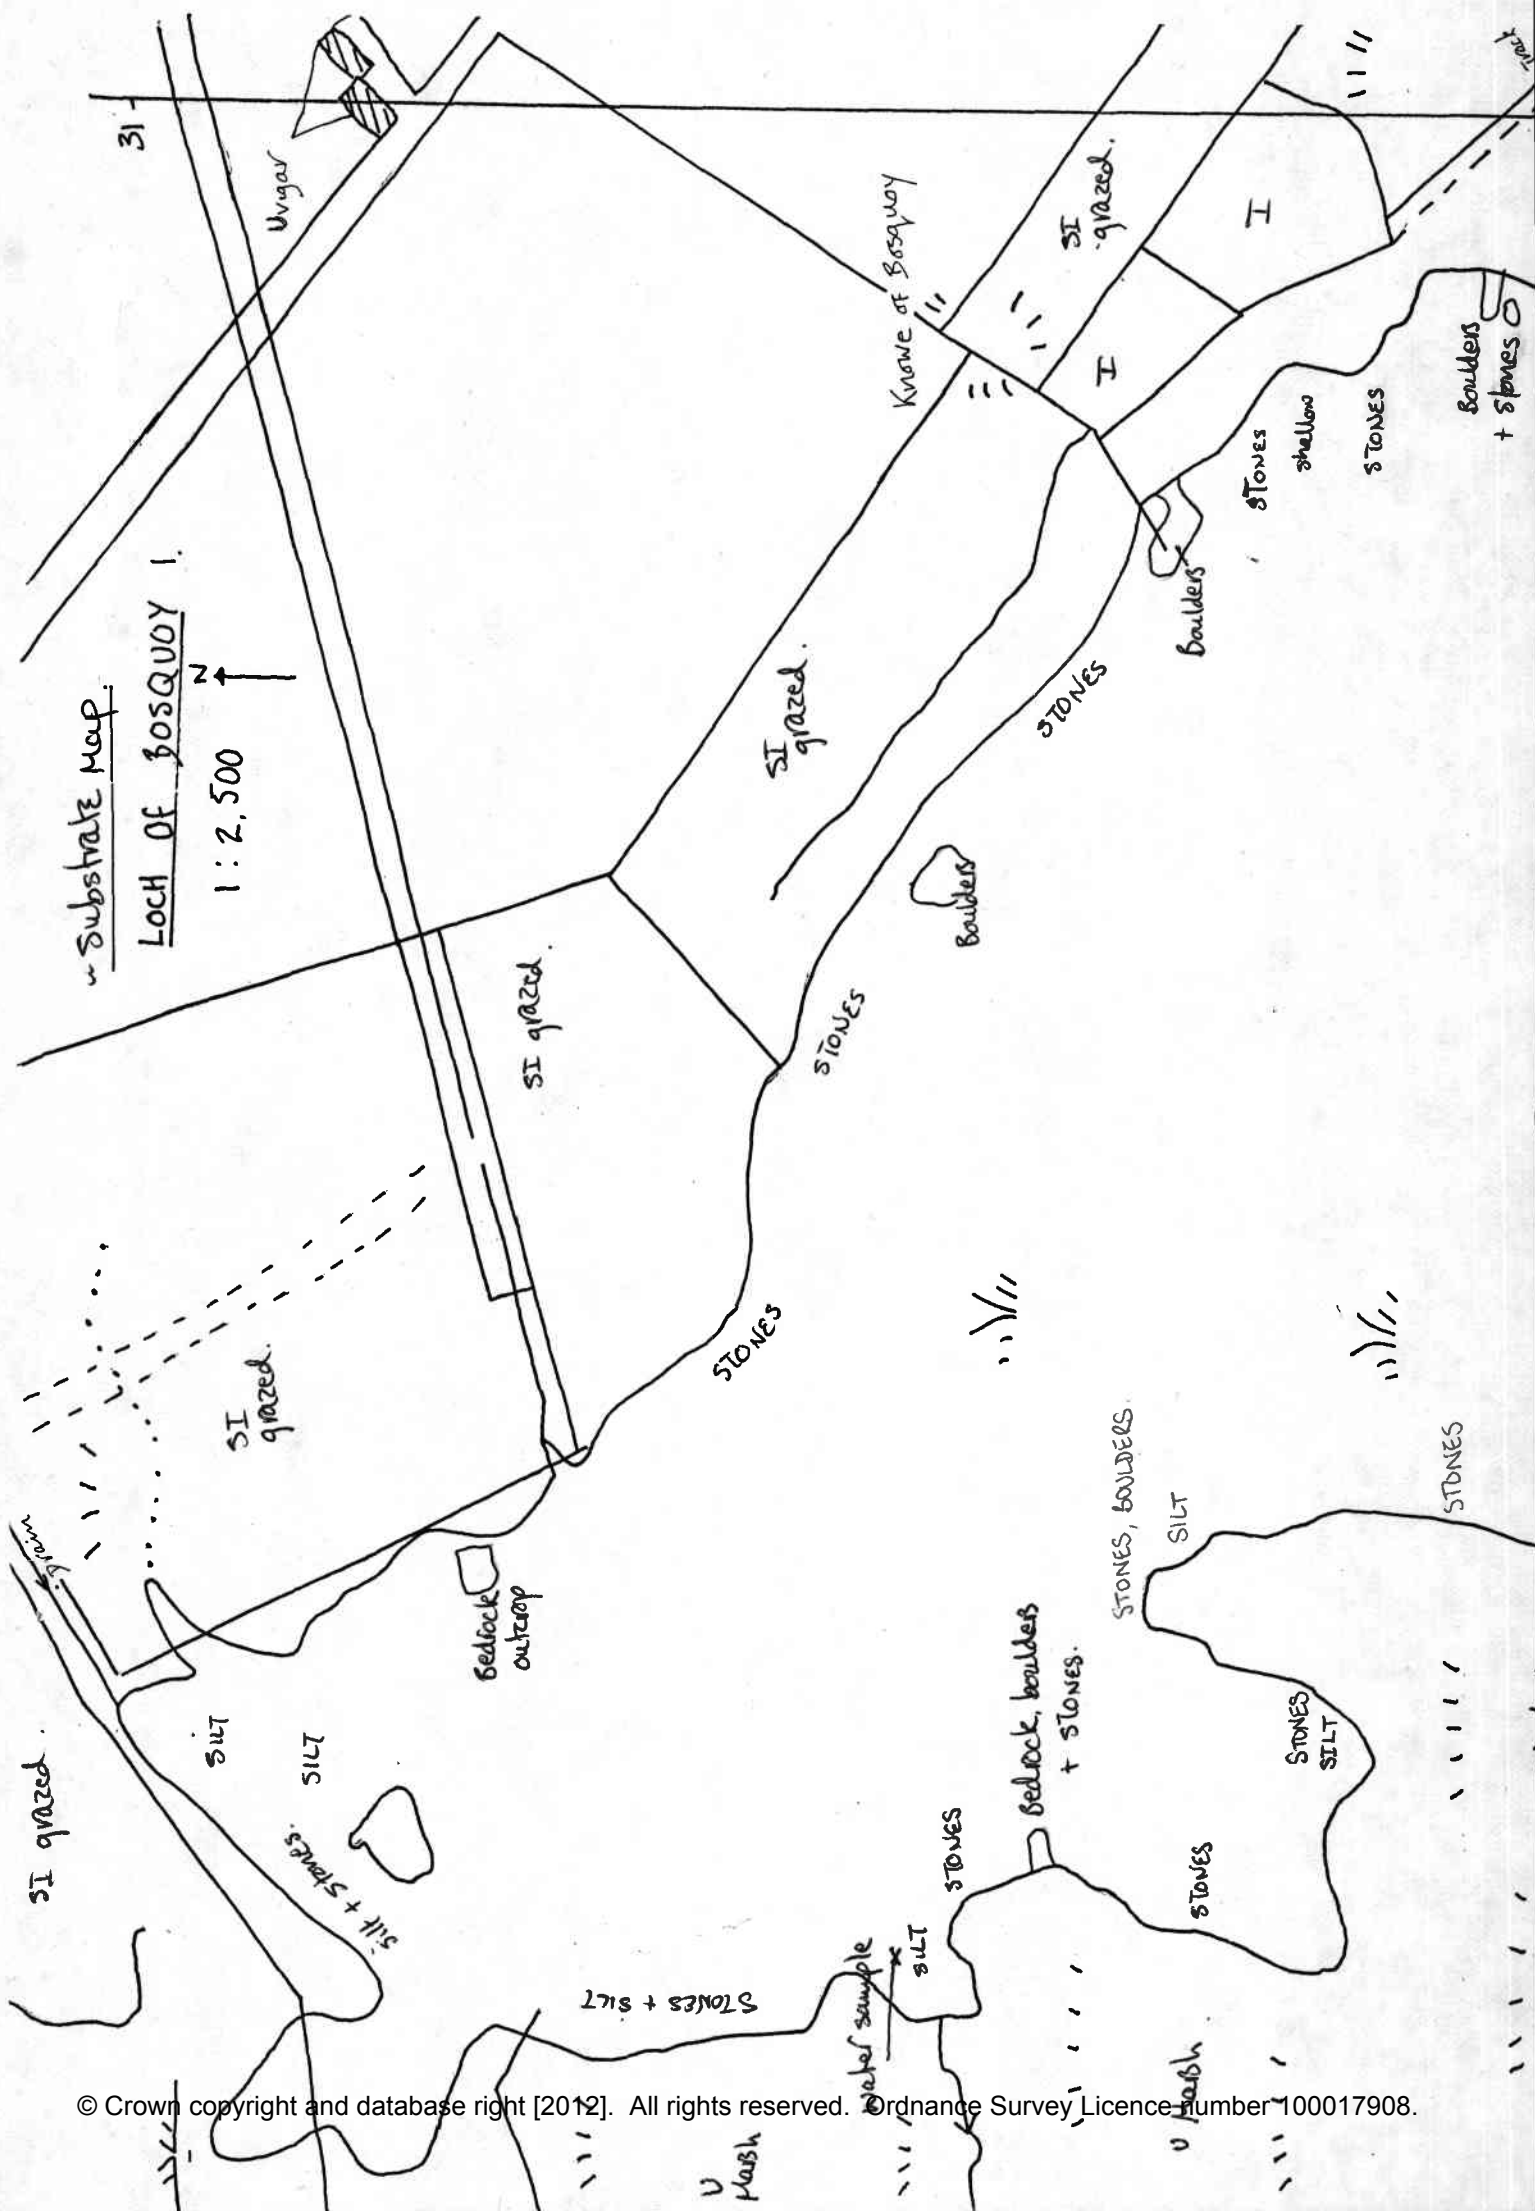 Substrate Map.
LOCH OF BOSQUOY 1.
1:2,500
N
31
Uvigar
Knowe of Bosquoy
SI
grazed.
I
I
Track
SI grazed.
Drain
SI
grazed.
SI grazed.
SI
grazed.
SILT
SILT
Silt + Stones.
Bedrock
outcrop
STONES
STONES
STONES
Boulders
Boulders
STONES
shallow
STONES
Boulders
+ stones
STONES + SILT
Water sample
x
SILT
STONES
Bedrock, boulders
+ STONES.
STONES
STONES
SILT
STONES, BOULDERS.
SILT
STONES
U
Marsh
U Marsh
© Crown copyright and database right [2012]. All rights reserved. Ordnance Survey Licence number 100017908.